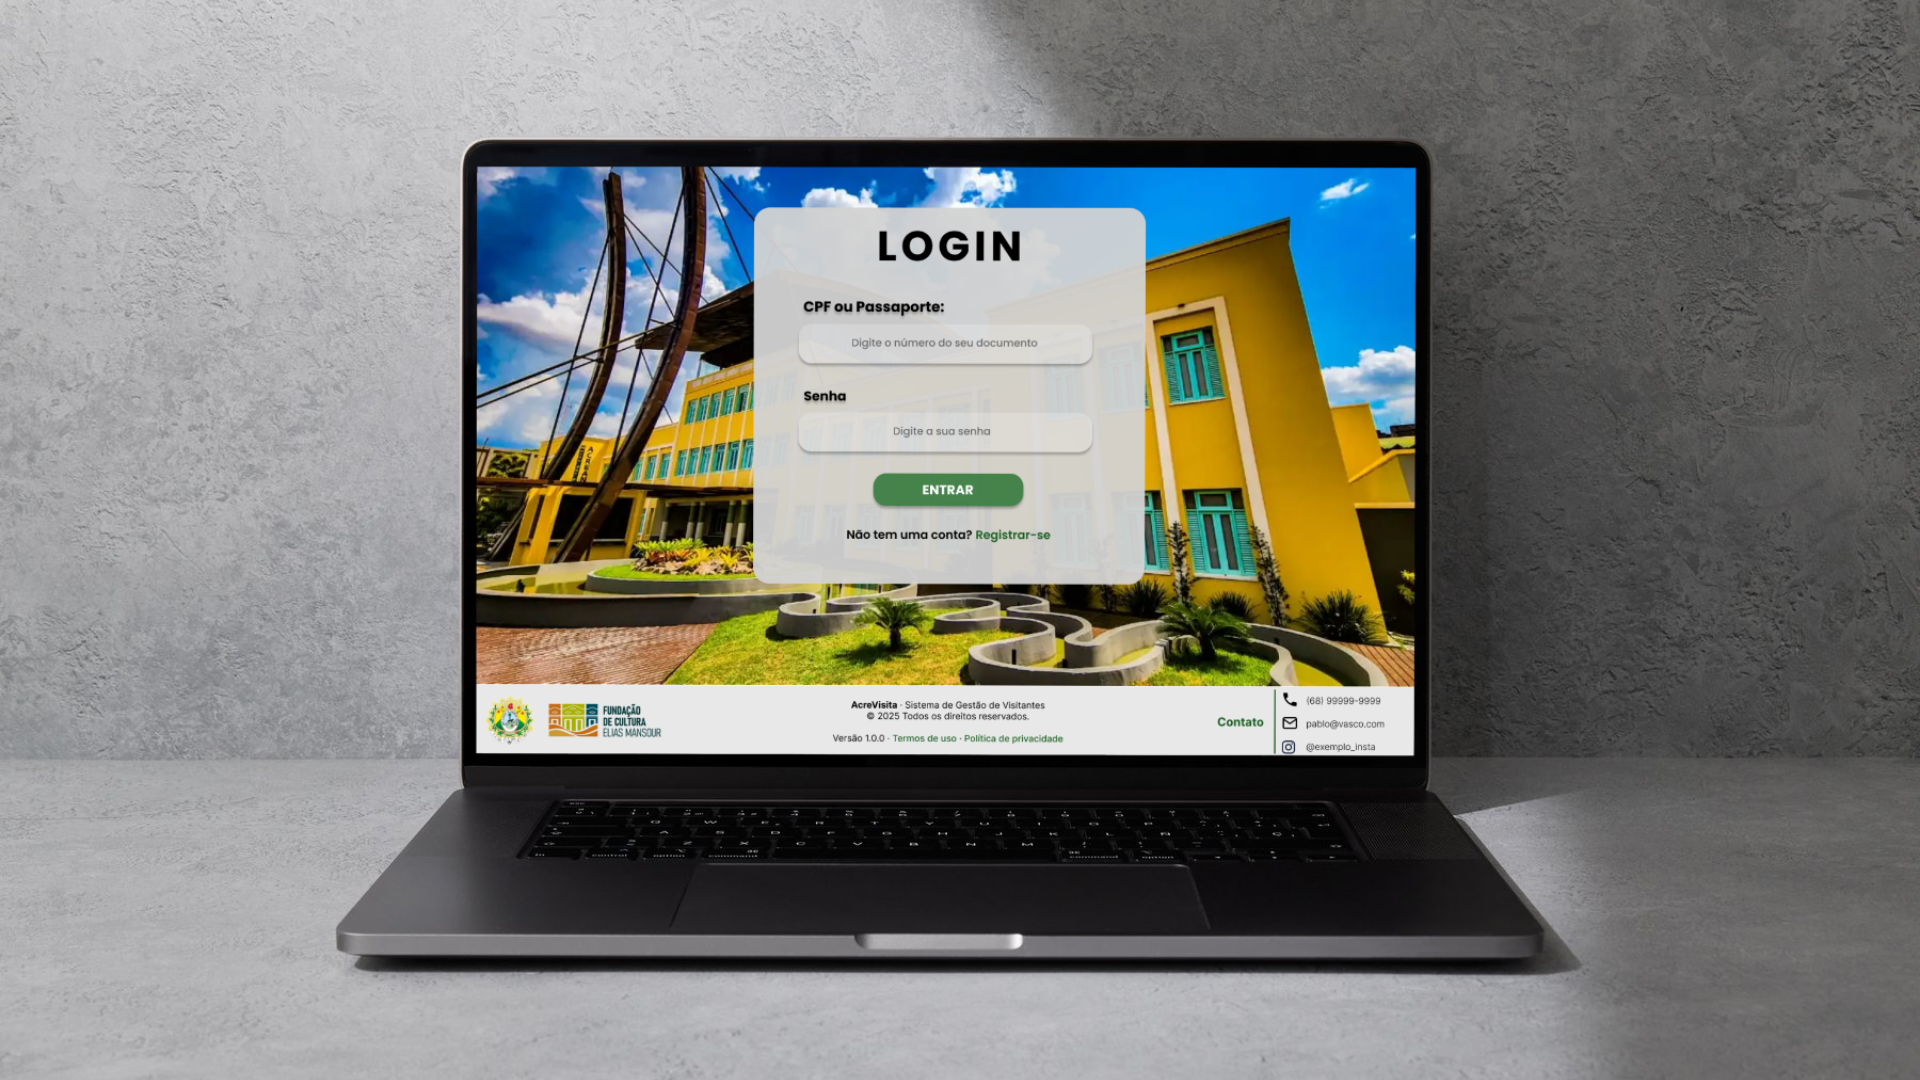 LOGIN
CPF ou Passaporte:
Digite o número do seu documento
Senha
Digite a sua senha
ENTRAR
Não tem uma conta? Registrar-se
FUNDAÇÃO
DE CULTURA
ELIAS MANSOUR
AcreVisita · Sistema de Gestão de Visitantes
© 2025 Todos os direitos reservados.
Versão 1.0.0 · Termos de uso · Política de privacidade
Contato
(68) 99999-9999
pablo@vasco.com
@exemplo_insta